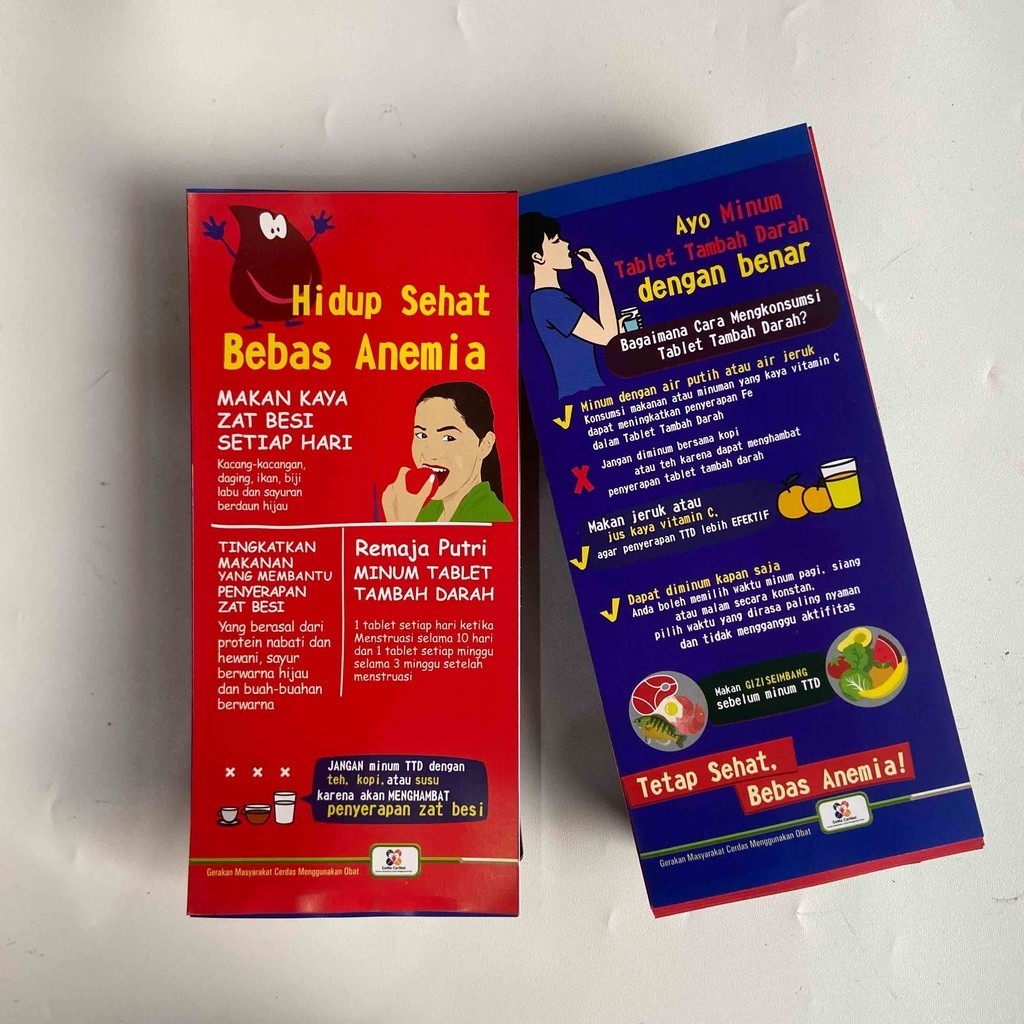 Hidup Sehat
Bebas Anemia
MAKAN KAYA
ZAT BESI
SETIAP HARI
Kacang-kacangan,
daging, ikan, biji
labu dan sayuran
berdaun hijau
TINGKATKAN
MAKANAN
YANG MEMBANTU
PENYERAPAN
ZAT BESI
Yang berasal dari
protein nabati dan
hewani, sayur
berwarna hijau
dan buah-buahan
berwarna
Remaja Putri
MINUM TABLET
TAMBAH DARAH
1 tablet setiap hari ketika
Menstruasi selama 10 hari
dan 1 tablet setiap minggu
selama 3 minggu setelah
menstruasi
JANGAN minum TTD dengan
teh, kopi, atau susu
karena akan MENGHAMBAT
penyerapan zat besi
Gerakan Masyarakat Cerdas Menggunakan Obat
GeMa CerMat
Ayo Minum
Tablet Tambah Darah
dengan benar
Bagaimana Cara Mengkonsumsi
Tablet Tambah Darah?
Minum dengan air putih atau air jeruk
Konsumsi makanan atau minuman yang kaya vitamin C
dapat meningkatkan penyerapan Fe
dalam Tablet Tambah Darah
Jangan diminum bersama kopi
atau teh karena dapat menghambat
penyerapan tablet tambah darah
Makan jeruk atau
jus kaya vitamin C.
agar penyerapan TTD lebih EFEKTIF
Dapat diminum kapan saja
Anda boleh memilih waktu minum pagi, siang
atau malam secara konstan.
pilih waktu yang dirasa paling nyaman
dan tidak mengganggu aktifitas
Makan GIZI SEIMBANG
sebelum minum TTD
Tetap Sehat,
Bebas Anemia!
Gerakan Masyarakat Cerdas Menggunakan Obat
GeMa CerMat